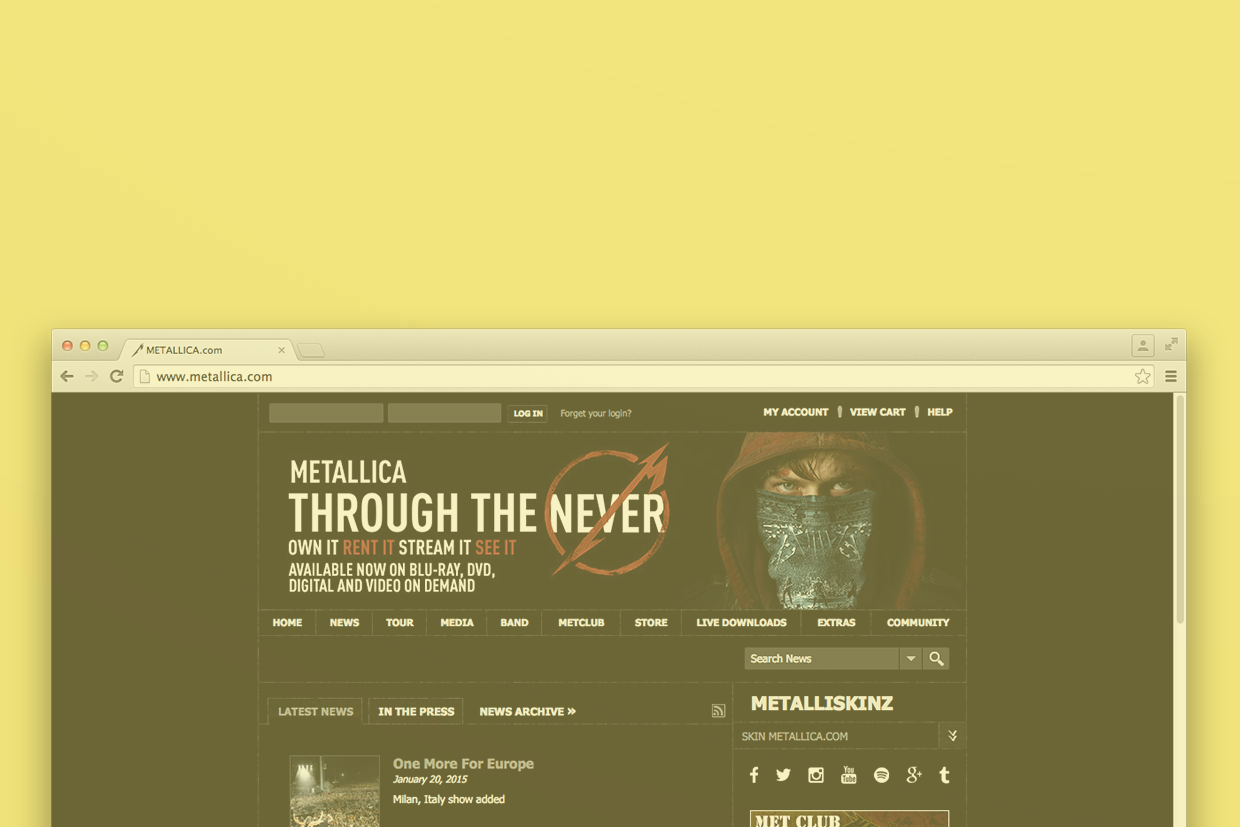 METALLICA.com
www.metallica.com
LOG IN Forget your login? MY ACCOUNT VIEW CART HELP
METALLICA
THROUGH THE NEVER
OWN IT RENT IT STREAM IT SEE IT
AVAILABLE NOW ON BLU-RAY, DVD,
DIGITAL AND VIDEO ON DEMAND
HOME NEWS TOUR MEDIA BAND METCLUB STORE LIVE DOWNLOADS EXTRAS COMMUNITY
Search News
LATEST NEWS IN THE PRESS NEWS ARCHIVE »
METALLISKINZ
SKIN METALLICA.COM
One More For Europe
January 20, 2015
Milan, Italy show added
You
Tube
g+
MET CLUB